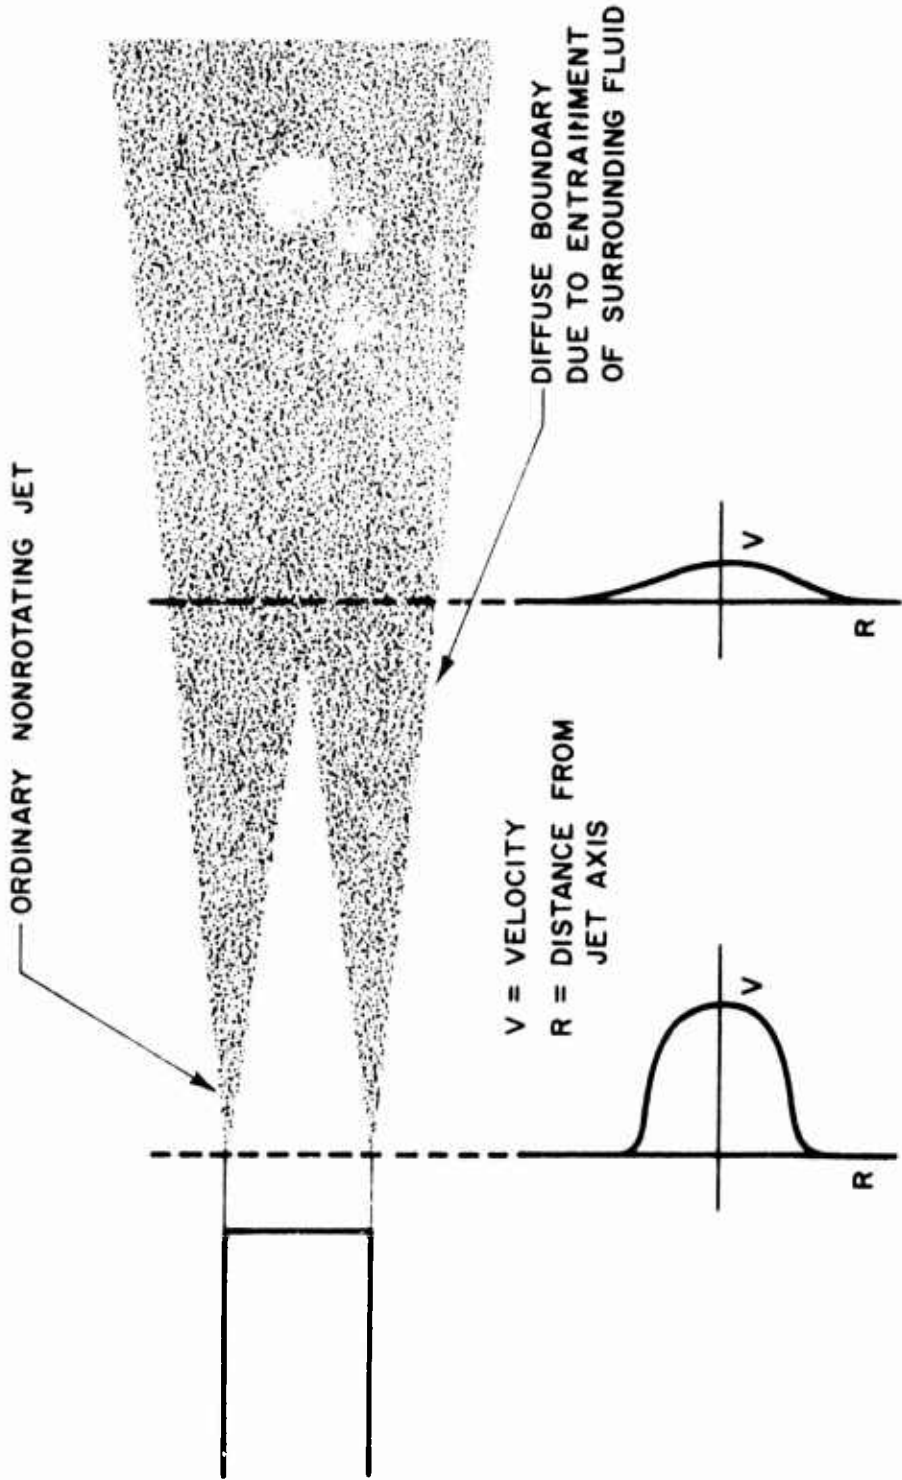 ORDINARY NONROTATING JET
DIFFUSE BOUNDARY
DUE TO ENTRAINMENT
OF SURROUNDING FLUID
V = VELOCITY
R = DISTANCE FROM
JET AXIS
V
R
V
R